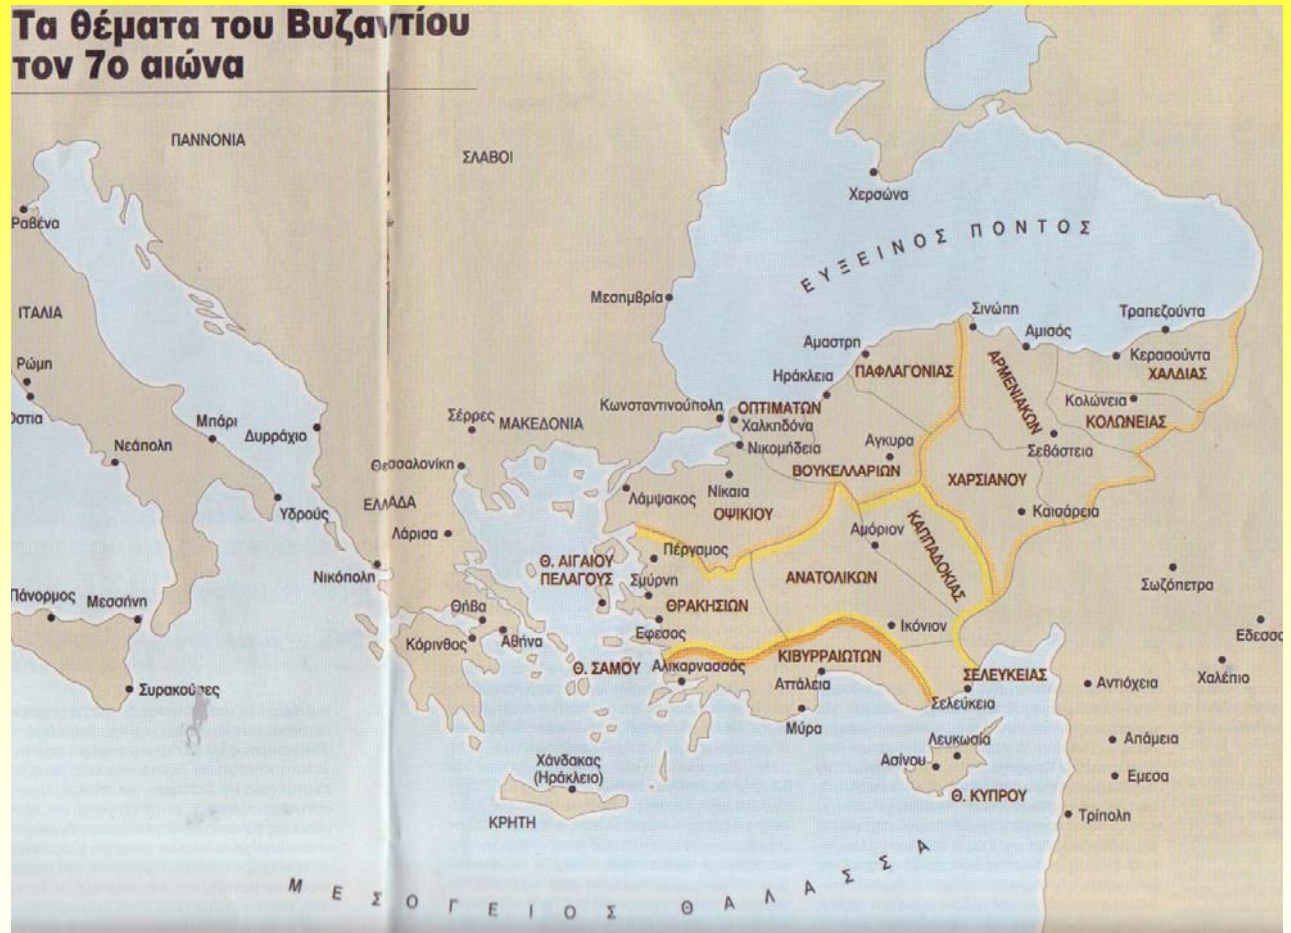 Τα θέματα του Βυζαντίου
τον 7ο αιώνα
ΠΑΝΝΟΝΙΑ
ΣΛΑΒΟΙ
Χερσώνα
Ραβένα
ΕΥΞΕΙΝΟΣ ΠΟΝΤΟΣ
Μεσημβρία
ΙΤΑΛΙΑ
Σινώπη
Τραπεζούντα
Αμισός
Αμαστρη
Κερασούντα
Ρώμη
ΠΑΦΛΑΓΟΝΙΑΣ
ΑΡΜΕΝΙΑΚΩΝ
ΧΑΛΔΙΑΣ
Ηράκλεια
Κολώνεια
Κωνσταντινούπολη
ΟΠΤΙΜΑΤΩΝ
Όστια
Μπάρι
Δυρράχιο
Σέρρες
ΜΑΚΕΔΟΝΙΑ
Χαλκηδόνα
ΚΟΛΩΝΕΙΑΣ
Νεάπολη
Νικομήδεια
Αγκυρα
Σεβάστεια
Θεσσαλονίκη
ΒΟΥΚΕΛΛΑΡΙΩΝ
ΧΑΡΣΙΑΝΟΥ
Λάμψακος
Νίκαια
ΕΛΛΑΔΑ
Υδρούς
ΟΨΙΚΙΟΥ
Καισάρεια
Λάρισα
Αμόριον
ΚΑΠΠΑΔΟΚΙΑΣ
Πέργαμος
Θ. ΑΙΓΑΙΟΥ
ΠΕΛΑΓΟΥΣ
Νικόπολη
Σμύρνη
ΑΝΑΤΟΛΙΚΩΝ
Σωζόπετρα
Πάνορμος
Μεσσήνη
Θήβα
ΘΡΑΚΗΣΙΩΝ
Ικόνιον
Κόρινθος
Αθήνα
Εφεσος
Εδεσσα
ΚΙΒΥΡΡΑΙΩΤΩΝ
Θ. ΣΑΜΟΥ
Αλικαρνασσός
ΣΕΛΕΥΚΕΙΑΣ
Αττάλεια
Αντιόχεια
Χαλέπιο
Συρακούσες
Σελεύκεια
Μύρα
Λευκωσία
Απάμεια
Ασίνου
Χάνδακας
(Ηράκλειο)
Εμεσα
Θ. ΚΥΠΡΟΥ
Τρίπολη
ΚΡΗΤΗ
ΜΕΣΟΓΕΙΟΣ ΘΑΛΑΣΣΑ